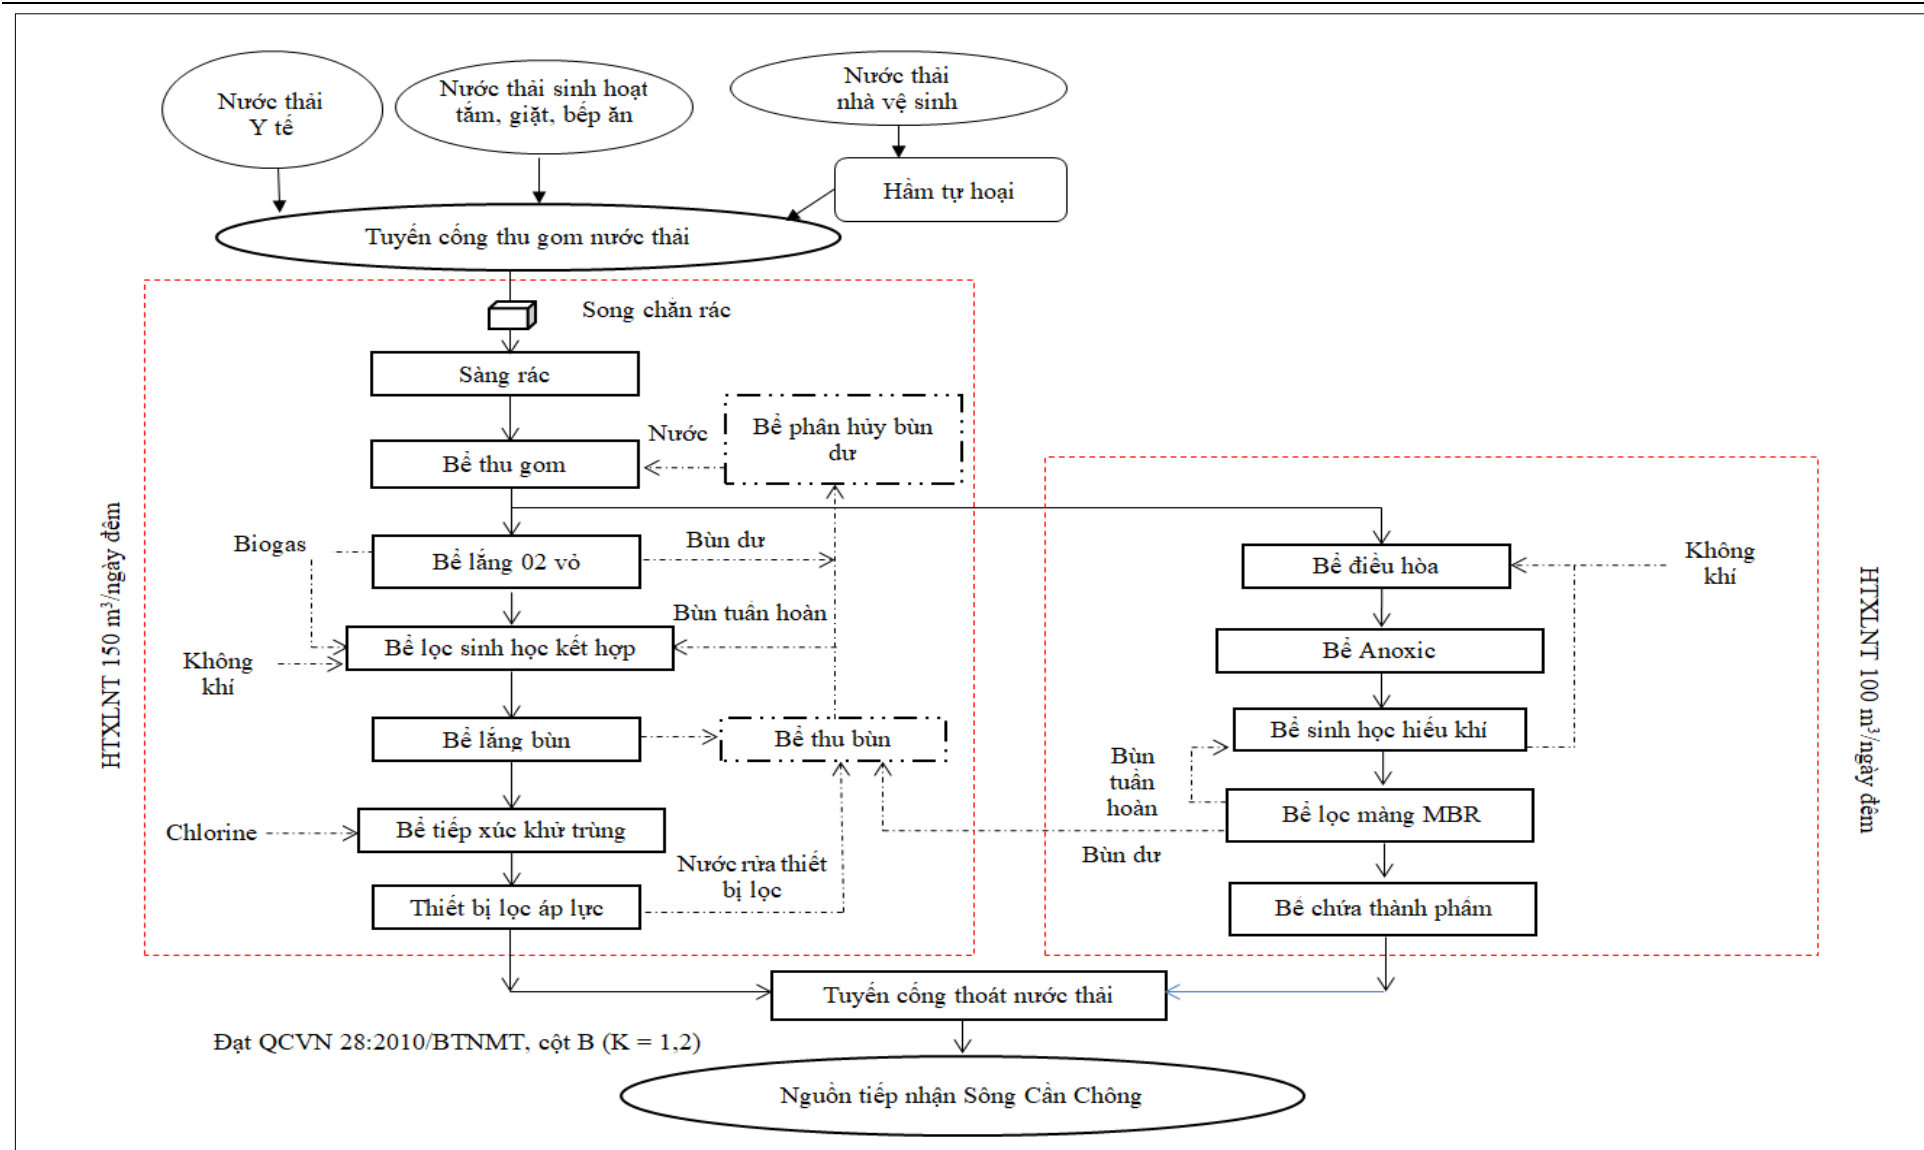 Nước thải
Y tế
Nước thải sinh hoạt
tắm, giặt, bếp ăn
Nước thải
nhà vệ sinh
Hầm tự hoại
Tuyến cống thu gom nước thải
Song chắn rác
Sàng rác
Bể phân hủy bùn
dư
Nước
Bể thu gom
HTXLNT 150 m³/ngày đêm
Biogas
Bể lắng 02 vỏ
Bùn dư
Bùn tuần hoàn
Bể lọc sinh học kết hợp
Không
khí
Bể lắng bùn
Bể thu bùn
Chlorine
Bể tiếp xúc khử trùng
Nước rửa thiết
bị lọc
Thiết bị lọc áp lực
Bể điều hòa
Không
khí
Bể Anoxic
Bể sinh học hiếu khí
Bùn
tuần
hoàn
Bể lọc màng MBR
Bùn dư
Bể chứa thành phẩm
HTXLNT 100 m³/ngày đêm
Tuyến cống thoát nước thải
Đạt QCVN 28:2010/BTNMT, cột B (K = 1,2)
Nguồn tiếp nhận Sông Cần Chông